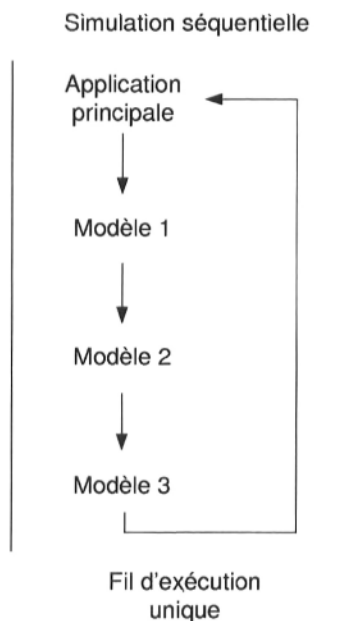 Simulation séquentielle
Application
principale
Modèle 1
Modèle 2
Modèle 3
Fil d'exécution
unique